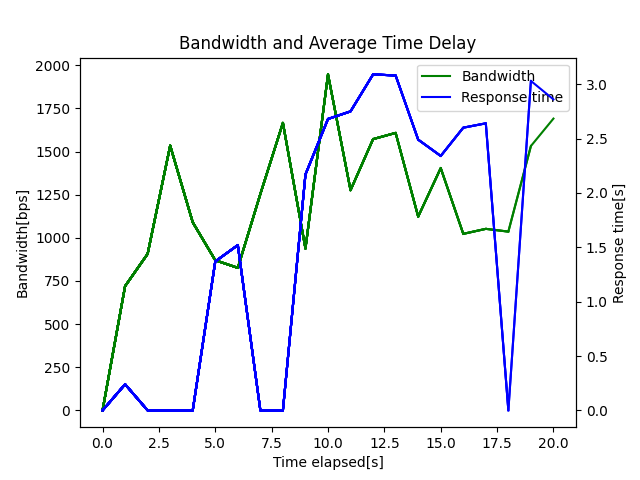 Bandwidth and Average Time Delay
Bandwidth
Response time
2000
1750
1500
1250
1000
750
500
250
0
Bandwidth[bps]
3.0
2.5
2.0
1.5
1.0
0.5
0.0
Response time[s]
0.0 2.5 5.0 7.5 10.0 12.5 15.0 17.5 20.0
Time elapsed[s]